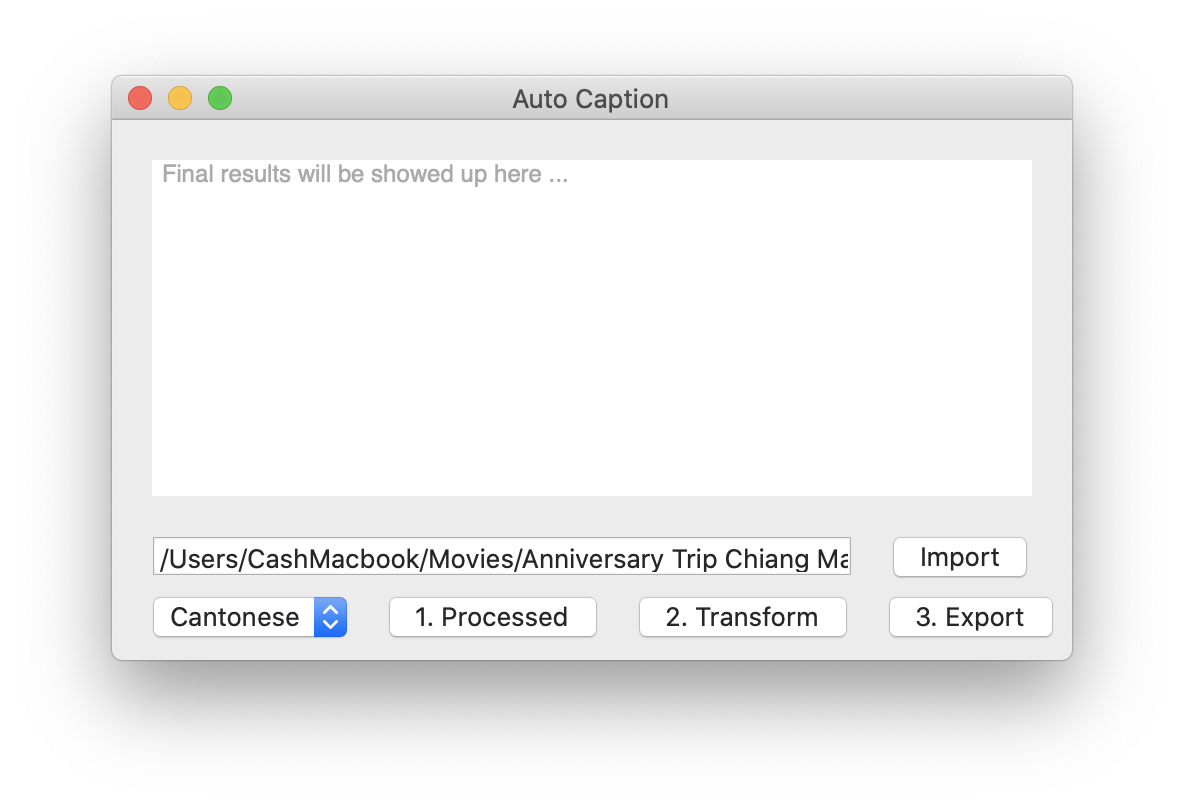 Auto Caption
Final results will be showed up here ...
/Users/CashMacbook/Movies/Anniversary Trip Chiang Ma
Import
Cantonese
1. Processed
2. Transform
3. Export